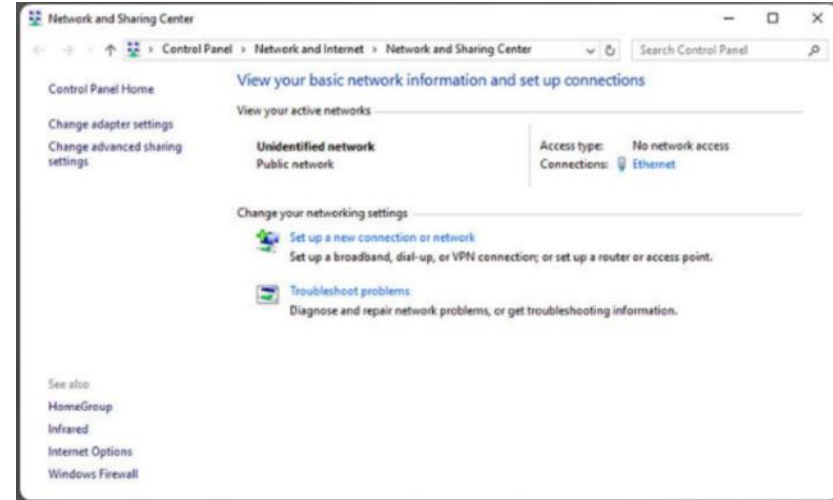 Network and Sharing Center
Control Panel > Network and Internet > Network and Sharing Center
Search Control Panel
Control Panel Home
Change adapter settings
Change advanced sharing
settings
View your basic network information and set up connections
View your active networks
Unidentified network
Public network
Access type: No network access
Connections: Ethernet
Change your networking settings
Set up a new connection or network
Set up a broadband, dial-up, or VPN connection; or set up a router or access point.
Troubleshoot problems
Diagnose and repair network problems, or get troubleshooting information.
See also
HomeGroup
Infrared
Internet Options
Windows Firewall